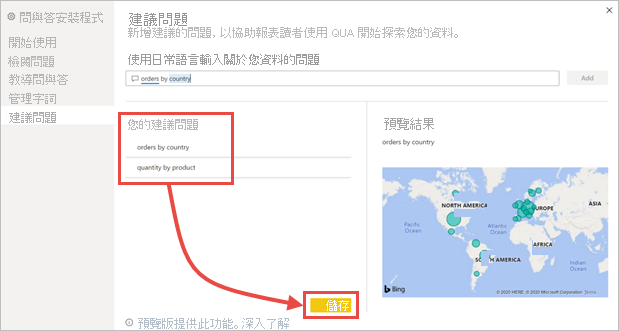 問與答安裝程式
開始使用
檢閱問題
教導問與答
管理字詞
建議問題
建議問題
新增建議的問題，以協助報表讀者使用 QUA 開始探索您的資料。
使用日常語言輸入關於您資料的問題
orders by country
Add
您的建議問題
orders by country
quantity by product
儲存
預覽版提供此功能。深入了解
預覽結果
orders by country
NORTH AMERICA
EUROPE
ASIA
Pacific
Ocean
Atlantic
Ocean
AFRICA
Indian
Ocean
Bing
© 2020 HERE, © 2020 Microsoft Corporation Terms